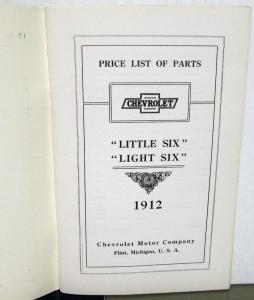 PRICE LIST OF PARTS
CHEVROLET
"LITTLE SIX"
"LIGHT SIX"
1912
Chevrolet Motor Company
Flint, Michigan, U. S. A.